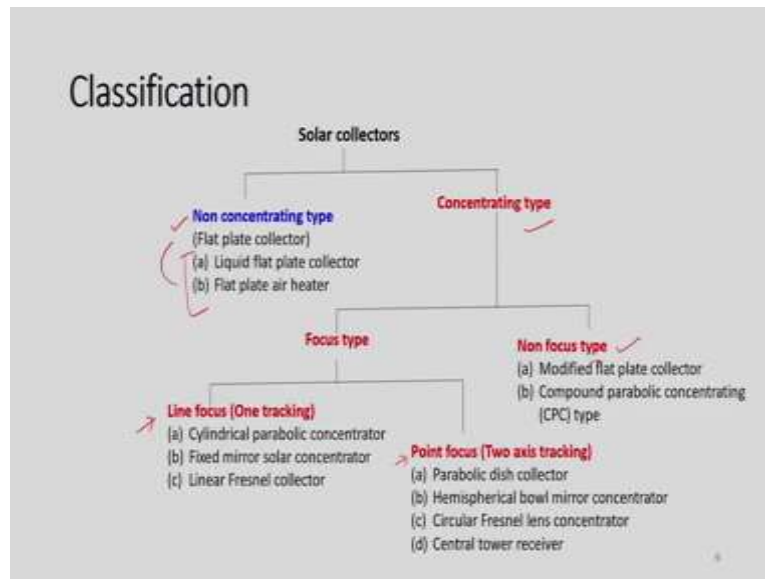 Classification
Solar collectors
Non concentrating type
(Flat plate collector)
(a) Liquid flat plate collector
(b) Flat plate air heater
Concentrating type
Focus type
Non focus type
(a) Modified flat plate collector
(b) Compound parabolic concentrating
(CPC) type
Line focus (One tracking)
(a) Cylindrical parabolic concentrator
(b) Fixed mirror solar concentrator
(c) Linear Fresnel collector
Point focus (Two axis tracking)
(a) Parabolic dish collector
(b) Hemispherical bowl mirror concentrator
(c) Circular Fresnel lens concentrator
(d) Central tower receiver